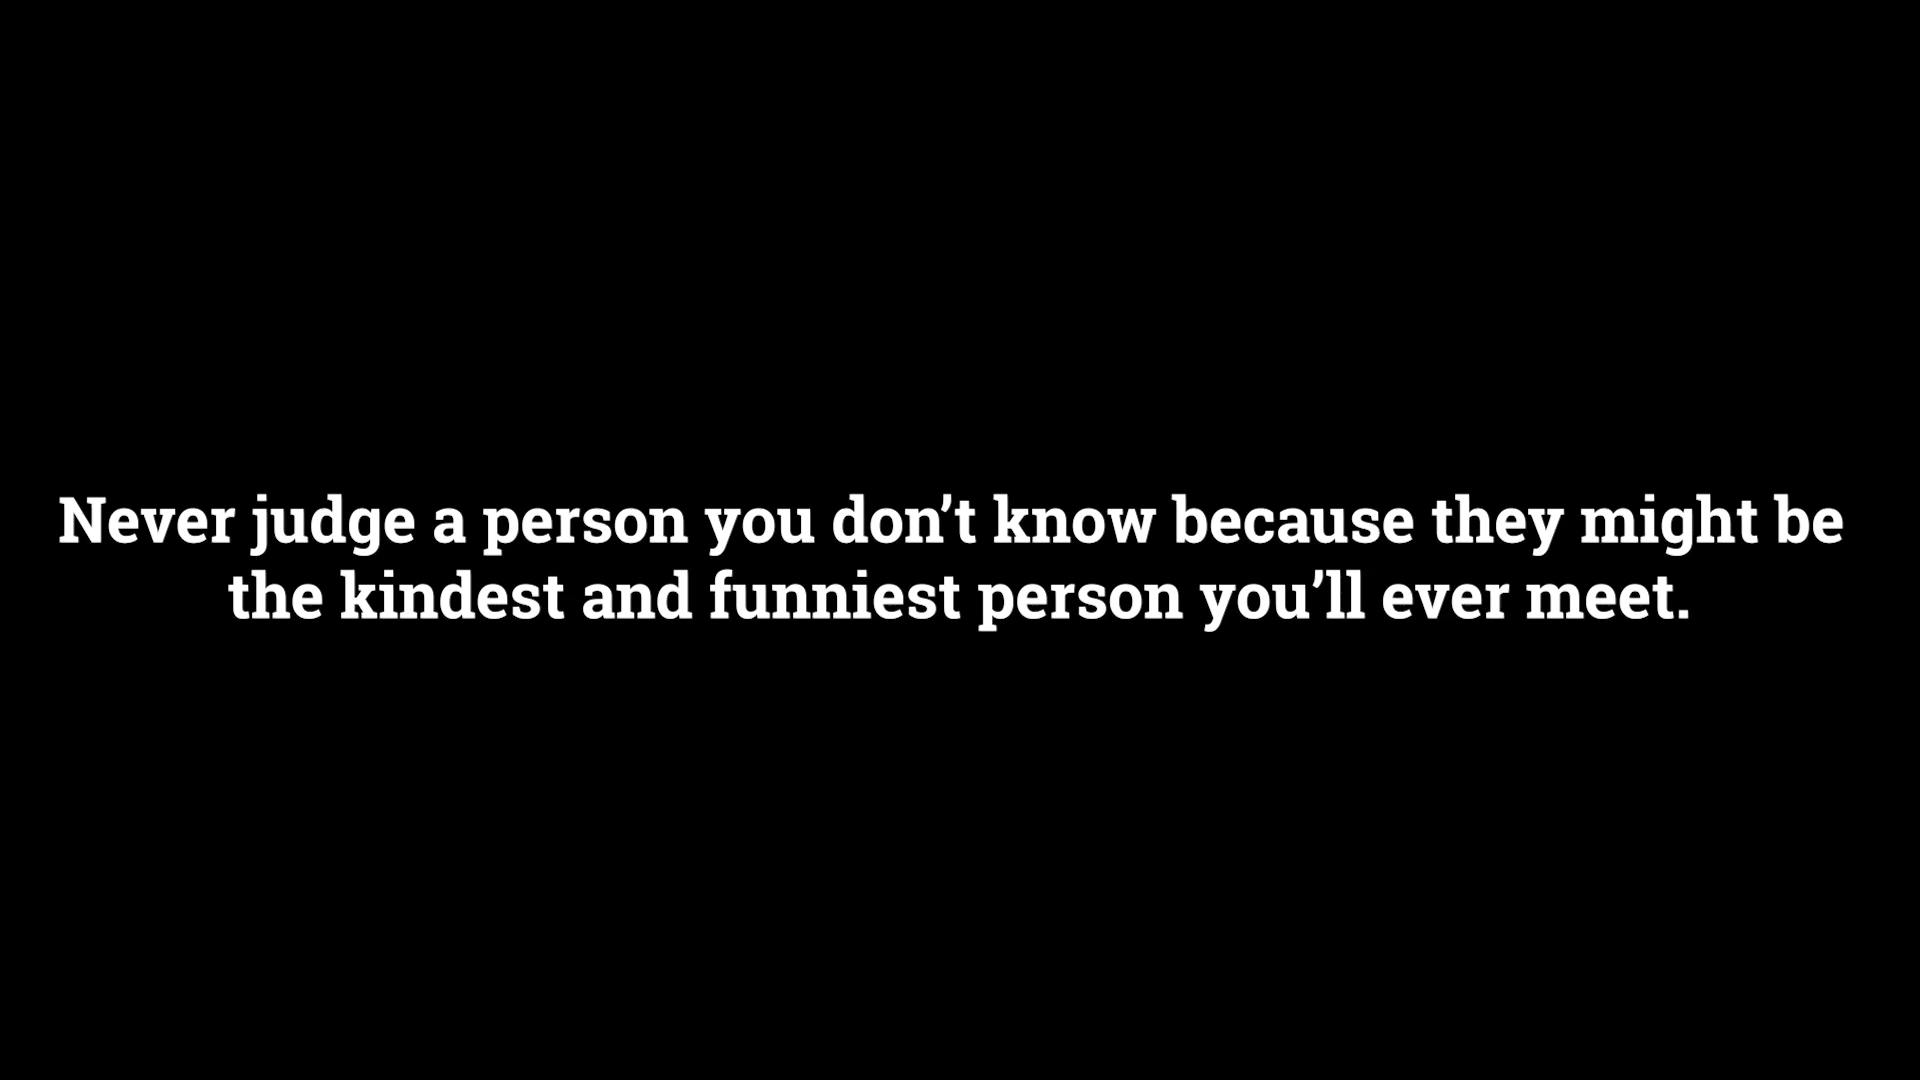 Never judge a person you don’t know because they might be
the kindest and funniest person you’ll ever meet.